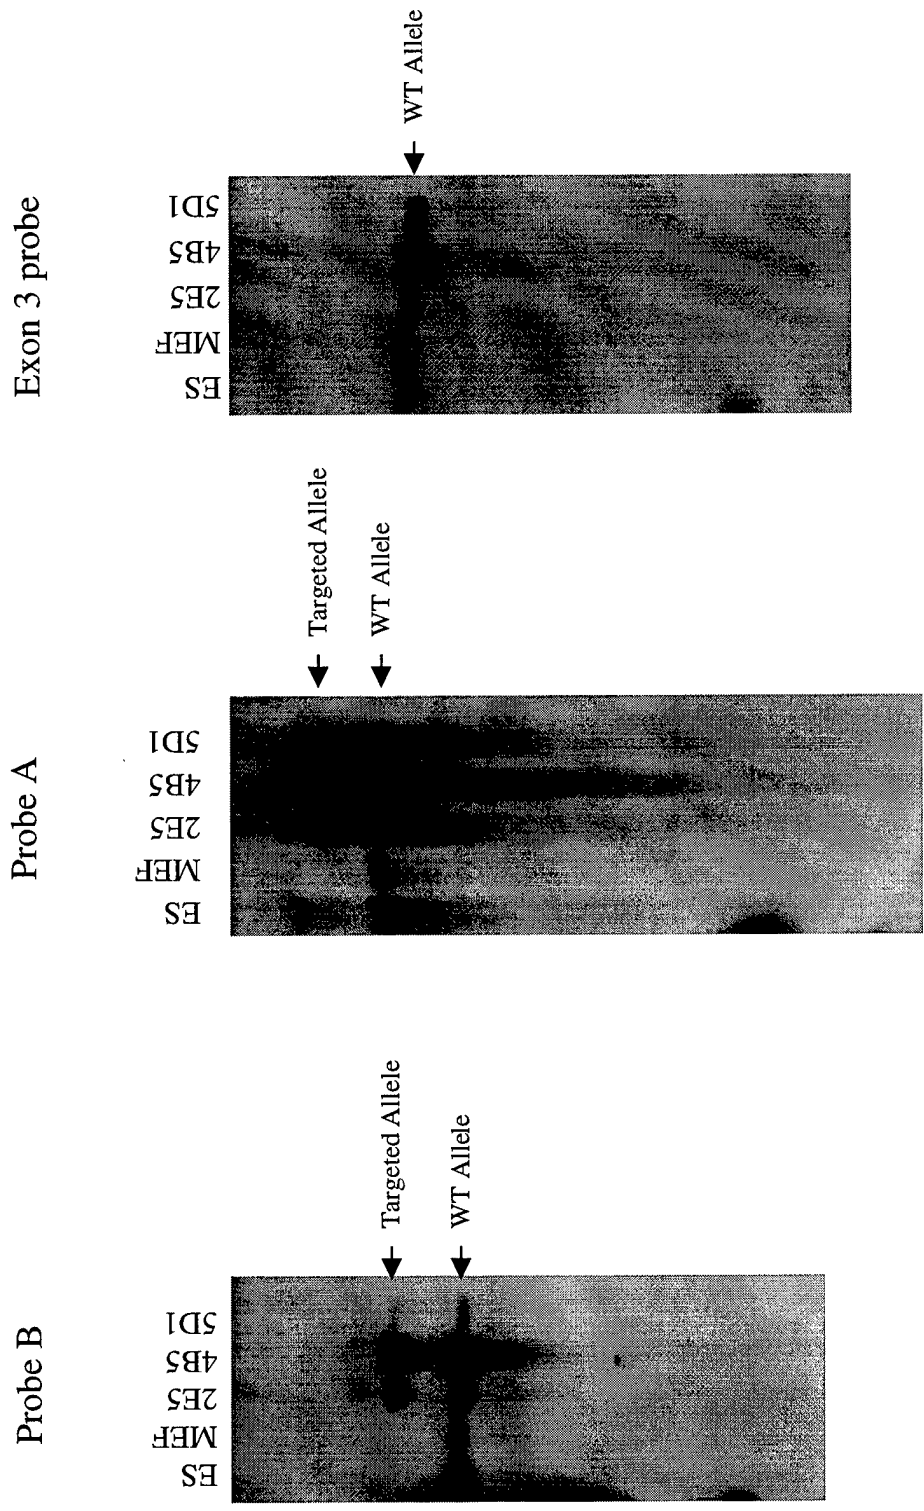 Probe B
ES
MEF
2E5
4B5
5D1
Targeted Allele
WT Allele
Probe A
ES
MEF
2E5
4B5
5D1
Targeted Allele
WT Allele
Exon 3 probe
ES
MEF
2E5
4B5
5D1
WT Allele